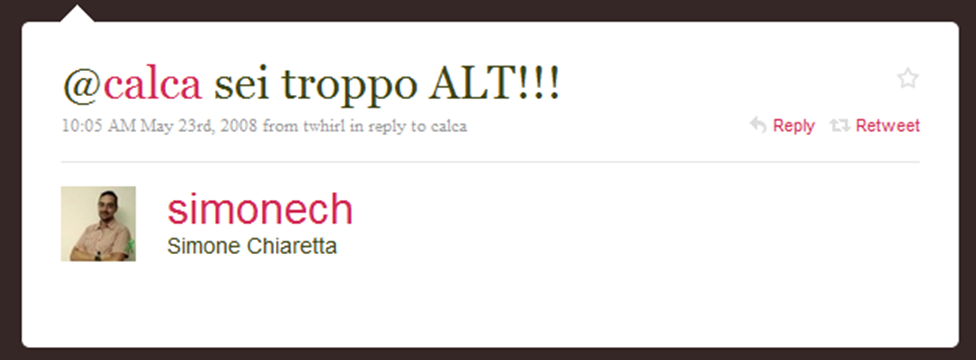 @calca sei troppo ALT!!!
10:05 AM May 23rd, 2008 from twhirl in reply to calca
Reply Retweet
simonech
Simone Chiaretta